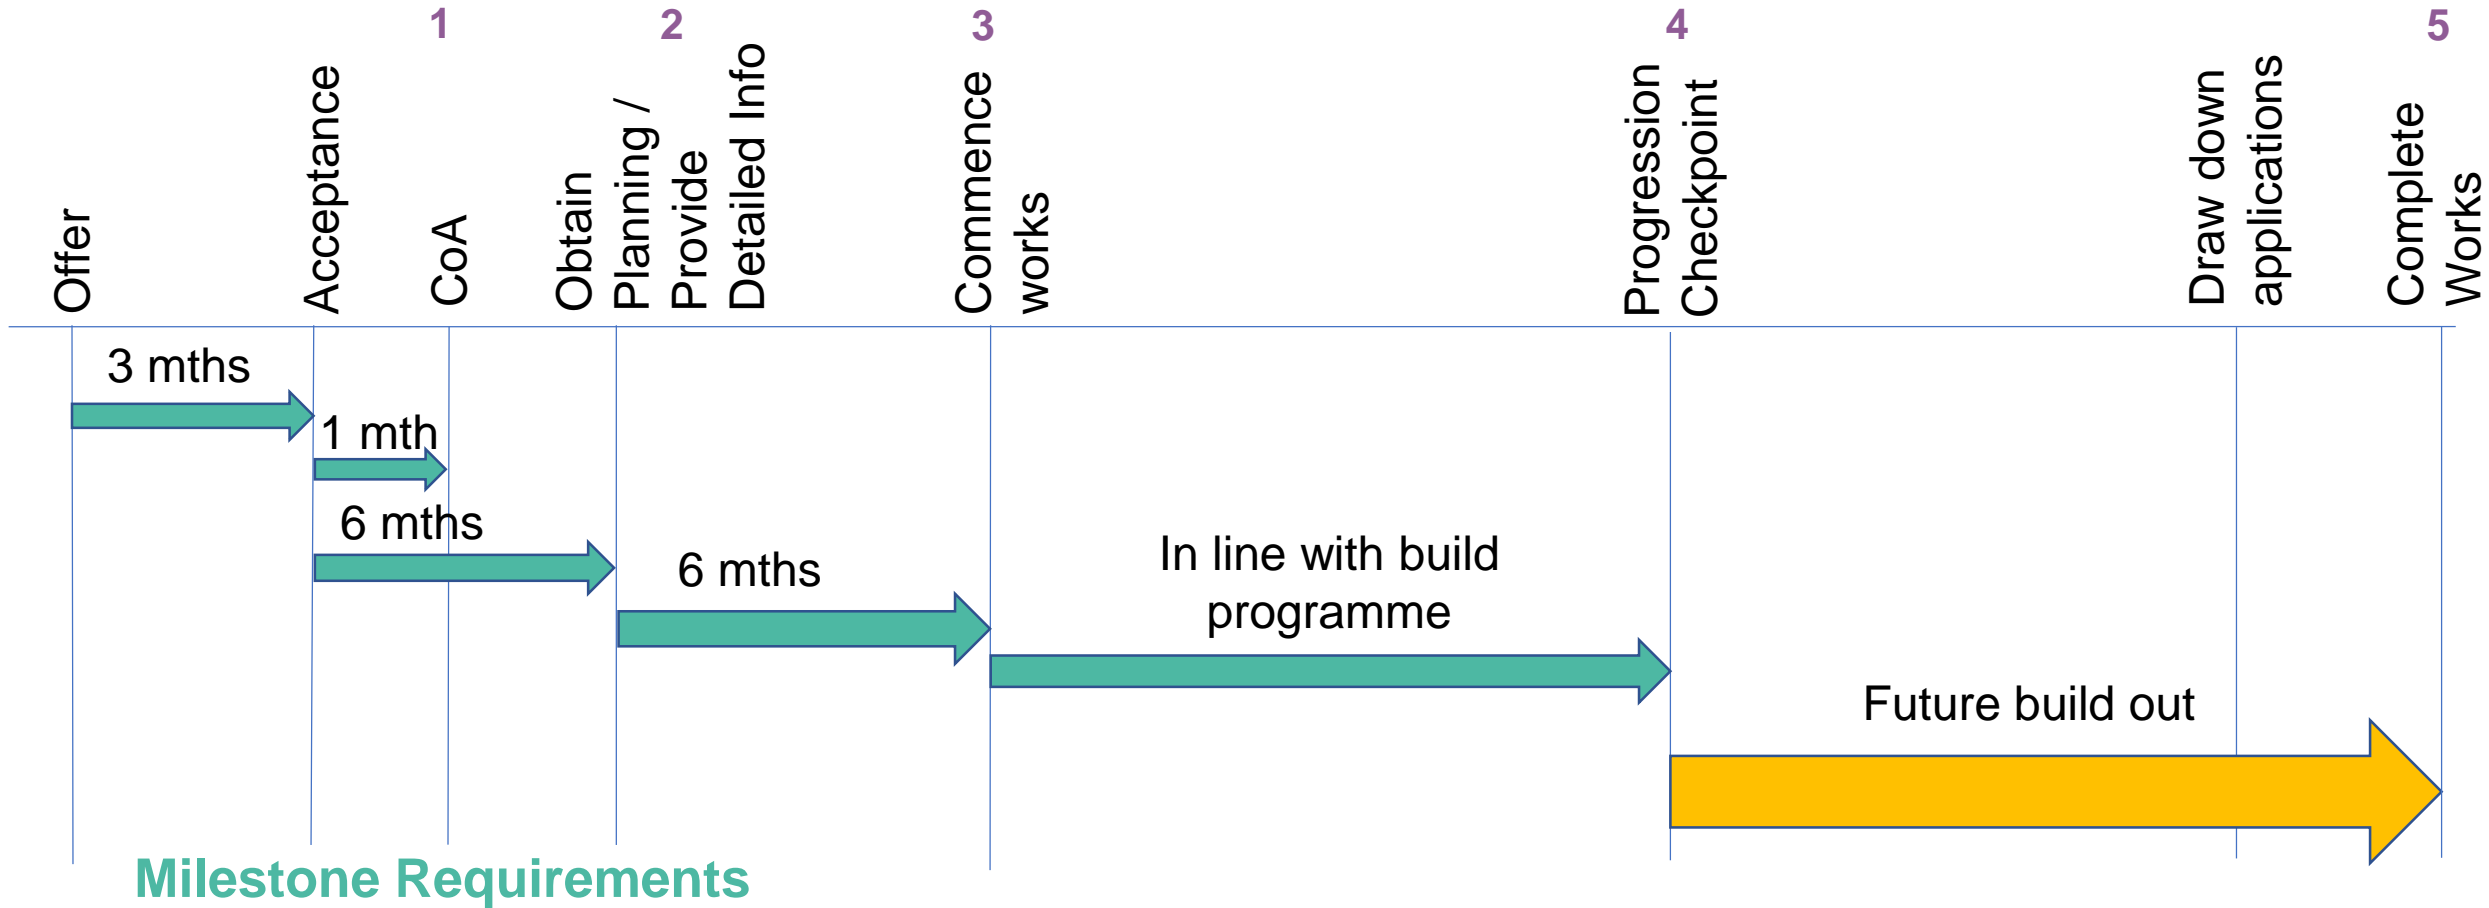 1
2
3
4
5
Offer
Acceptance
CoA
Obtain
Planning /
Provide
Detailed Info
Commence
works
Progression
Checkpoint
Draw down
applications
Complete
Works
3 mths
1 mth
6 mths
6 mths
In line with build
programme
Future build out
Milestone Requirements